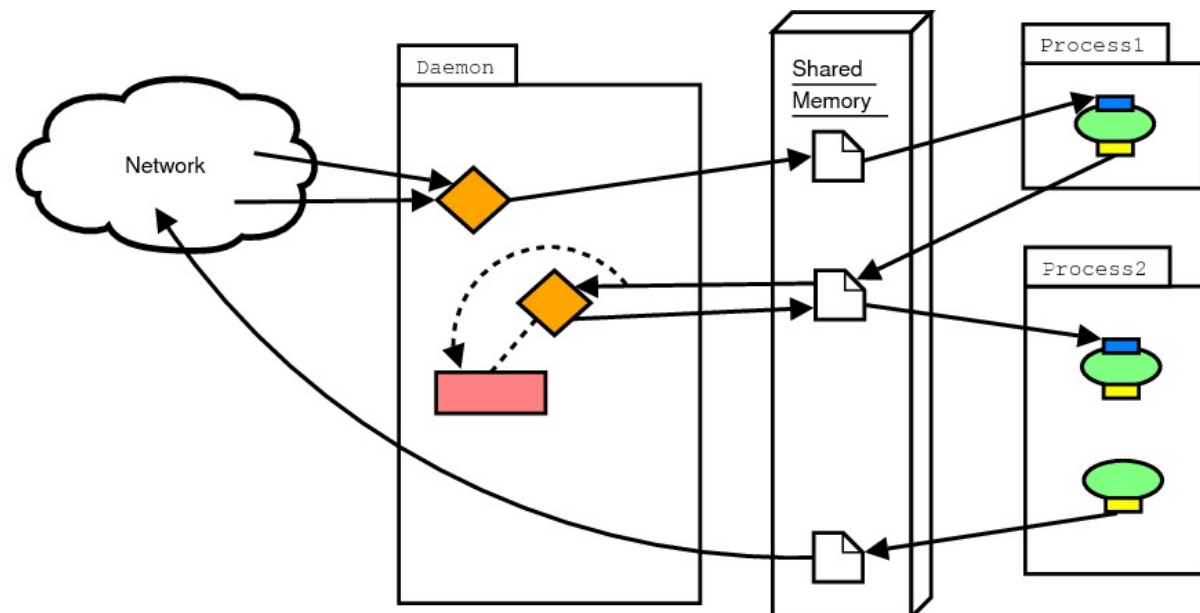 Network
Daemon
Shared
Memory
Process1
Process2